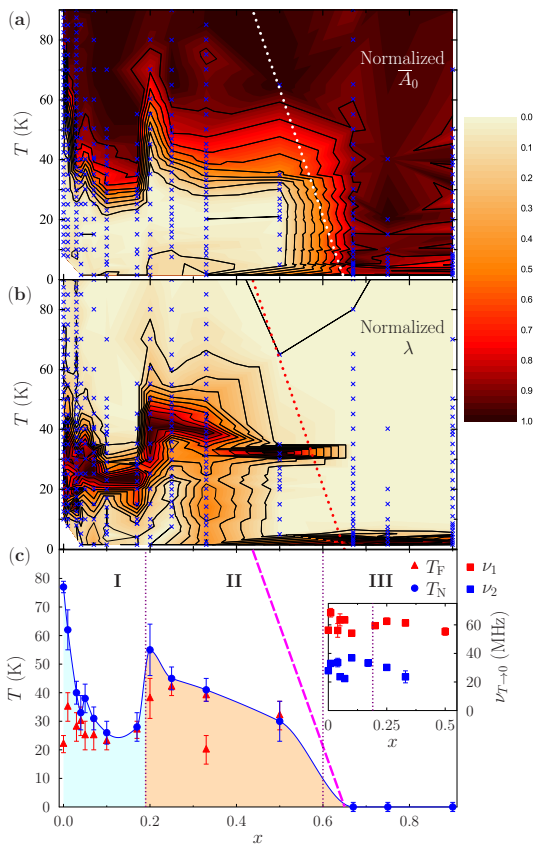 (a)
Normalized
A̅₀
T (K)
80
60
40
20
0
0.0
0.1
0.2
0.3
0.4
0.5
0.6
0.7
0.8
0.9
1.0
(b)
Normalized
λ
T (K)
80
60
40
20
0
(c)
I
II
III
T_F
T_N
ν₁
ν₂
T (K)
80
70
60
50
40
30
20
10
0
0.0
0.2
0.4
0.6
0.8
x
60
40
20
0
ν_{T→0} (MHz)
0
0.25
0.5
x